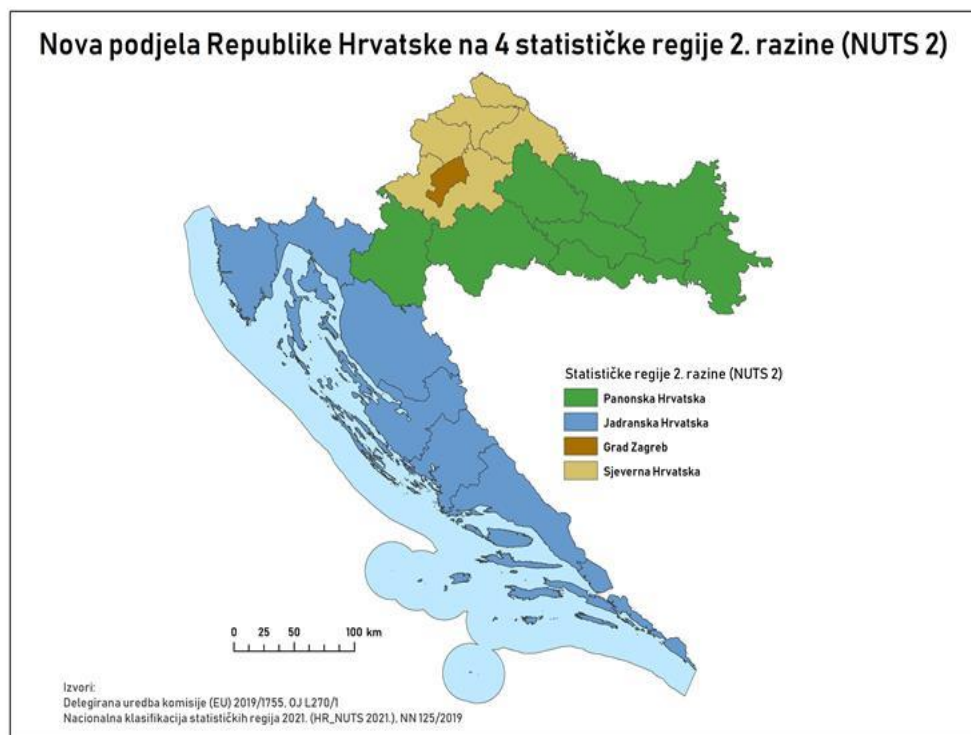 Nova podjela Republike Hrvatske na 4 statističke regije 2. razine (NUTS 2)
Statističke regije 2. razine (NUTS 2)
Panonska Hrvatska
Jadranska Hrvatska
Grad Zagreb
Sjeverna Hrvatska
0 25 50 100 km
Izvori:
Delegirana uredba komisije (EU) 2019/1755, OJ L270/1
Nacionalna klasifikacija statističkih regija 2021. (HR_NUTS 2021.), NN 125/2019